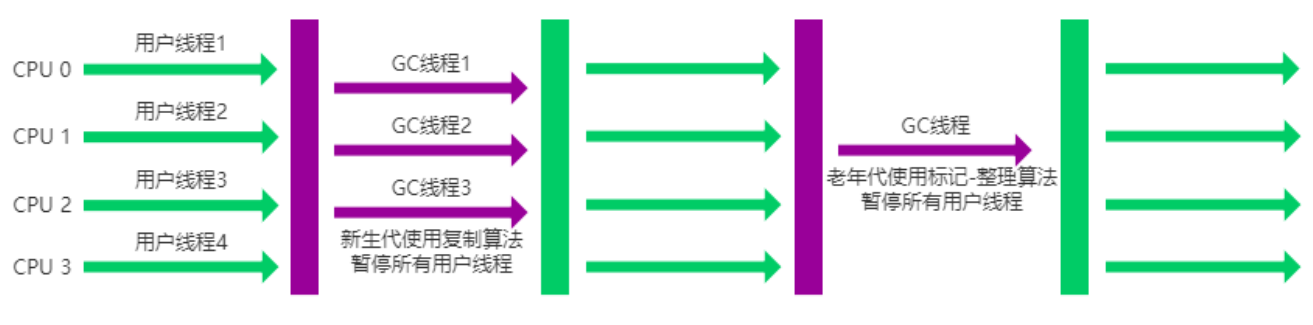 用户线程1
CPU 0
用户线程2
CPU 1
用户线程3
CPU 2
用户线程4
CPU 3
GC线程1
GC线程2
GC线程3
新生代使用复制算法
暂停所有用户线程
GC线程
老年代使用标记-整理算法
暂停所有用户线程